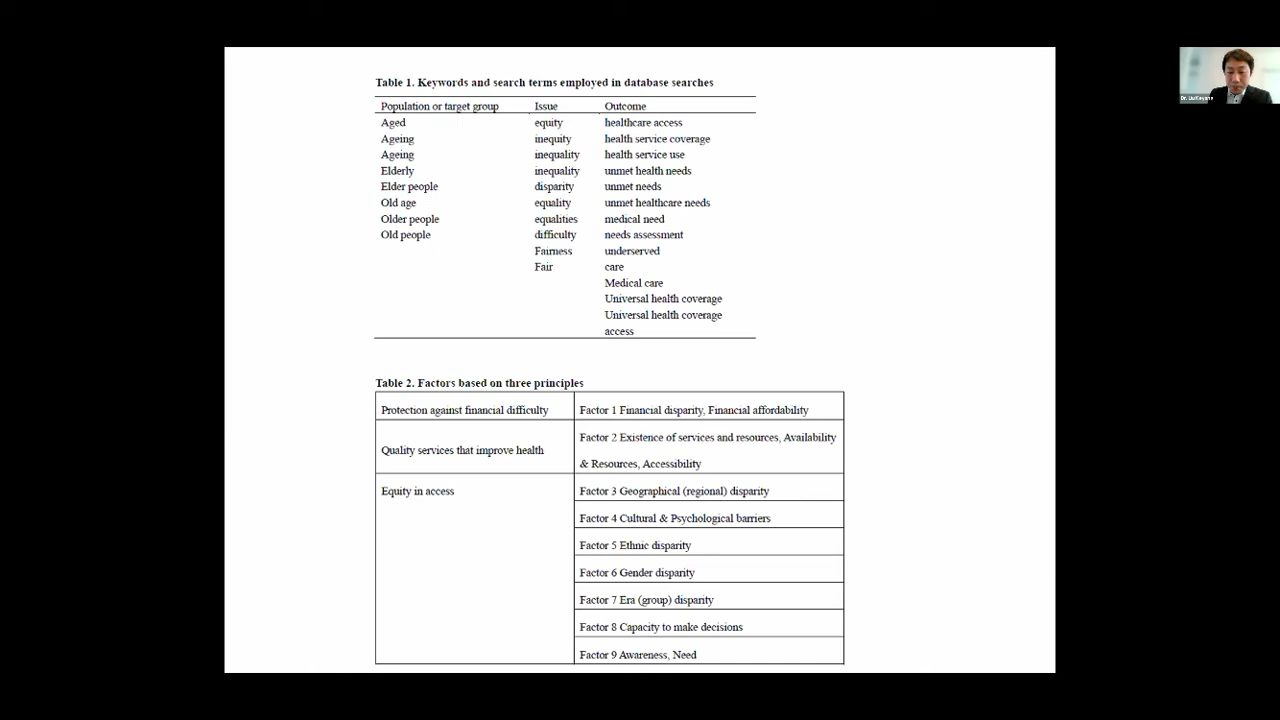 Table 1. Keywords and search terms employed in database searches
Population or target group Issue Outcome
Aged equity healthcare access
Ageing inequity health service coverage
Ageing inequality health service use
Elderly inequality unmet health needs
Elder people disparity unmet needs
Old age equality unmet healthcare needs
Older people equalities medical need
Old people difficulty needs assessment
Fairness underserved
Fair care
Medical care
Universal health coverage
Universal health coverage
access
Table 2. Factors based on three principles
Protection against financial difficulty Factor 1 Financial disparity, Financial affordability
Quality services that improve health Factor 2 Existence of services and resources, Availability
& Resources, Accessibility
Equity in access Factor 3 Geographical (regional) disparity
Factor 4 Cultural & Psychological barriers
Factor 5 Ethnic disparity
Factor 6 Gender disparity
Factor 7 Era (group) disparity
Factor 8 Capacity to make decisions
Factor 9 Awareness, Need
Dr.